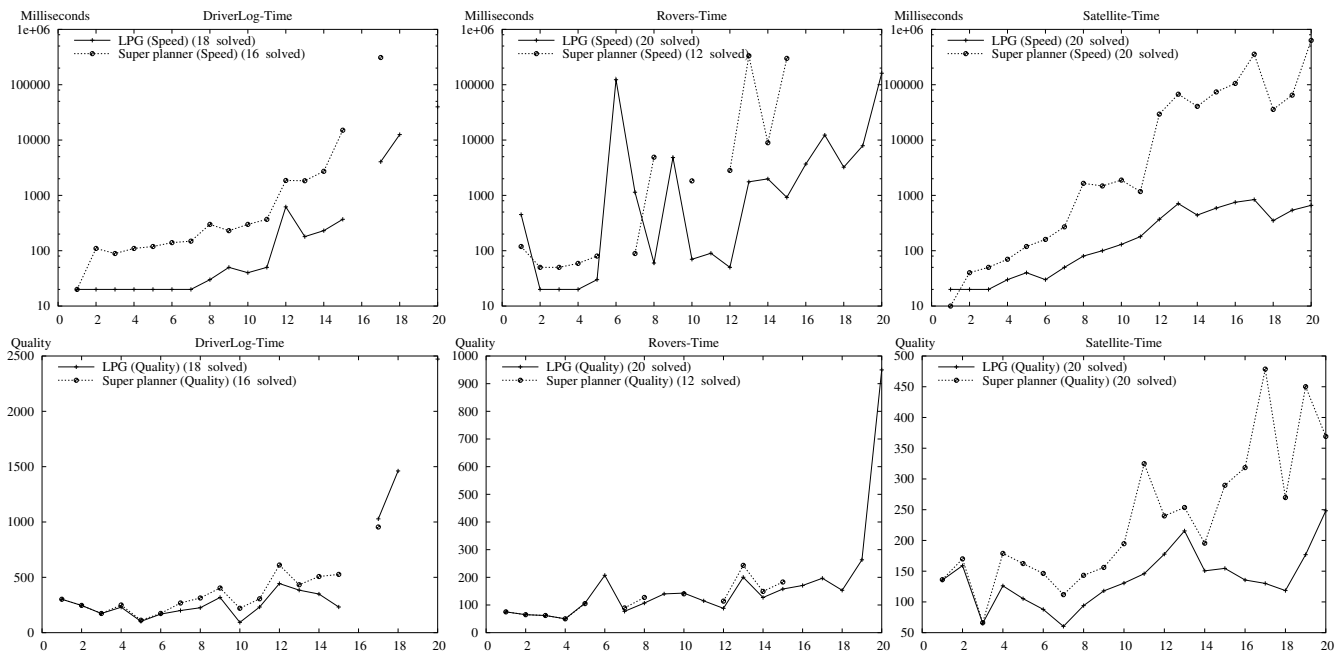 Milliseconds DriverLog-Time
1e+06
LPG (Speed) (18 solved)
Super planner (Speed) (16 solved)
100000
10000
1000
100
10
0 2 4 6 8 10 12 14 16 18 20
Milliseconds Rovers-Time
1e+06
LPG (Speed) (20 solved)
Super planner (Speed) (12 solved)
100000
10000
1000
100
10
0 2 4 6 8 10 12 14 16 18 20
Milliseconds Satellite-Time
1e+06
LPG (Speed) (20 solved)
Super planner (Speed) (20 solved)
100000
10000
1000
100
10
0 2 4 6 8 10 12 14 16 18 20
Quality DriverLog-Time
2500
LPG (Quality) (18 solved)
Super planner (Quality) (16 solved)
2000
1500
1000
500
0
0 2 4 6 8 10 12 14 16 18 20
Quality Rovers-Time
1000
LPG (Quality) (20 solved)
Super planner (Quality) (12 solved)
900
800
700
600
500
400
300
200
100
0
0 2 4 6 8 10 12 14 16 18 20
Quality Satellite-Time
500
LPG (Quality) (20 solved)
Super planner (Quality) (20 solved)
450
400
350
300
250
200
150
100
50
0 2 4 6 8 10 12 14 16 18 20